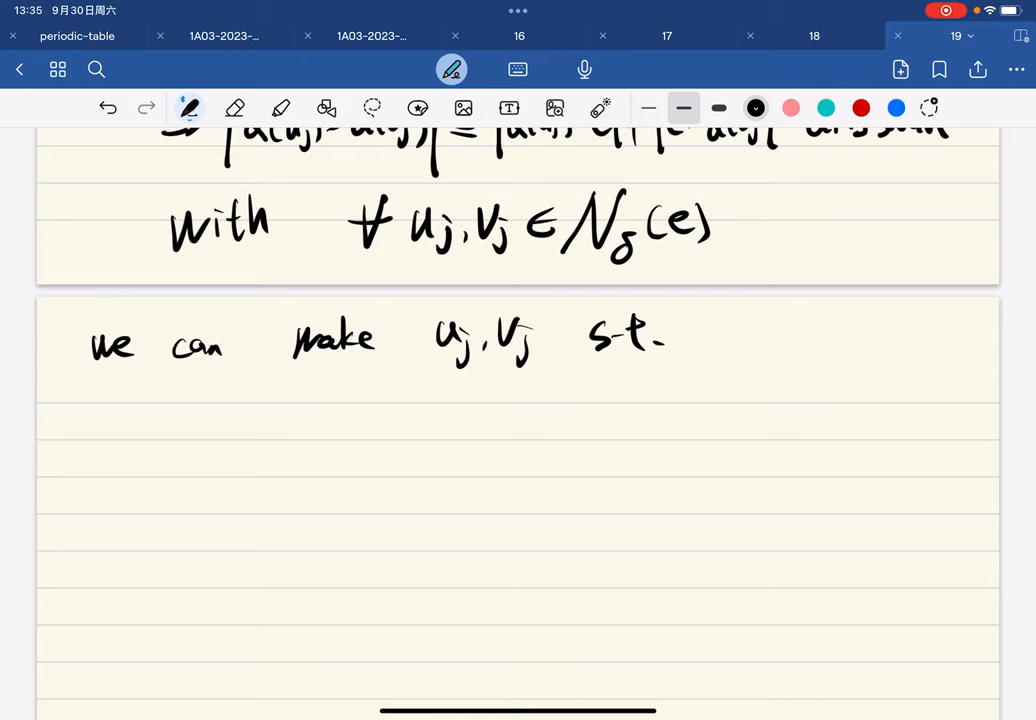 13:35 9月30日周六
periodic-table 1A03-2023-... 1A03-2023-... 16 17 18 19
with ∀ uj, vj ∈ Nδ(e)
we can make uj, vj s-t.